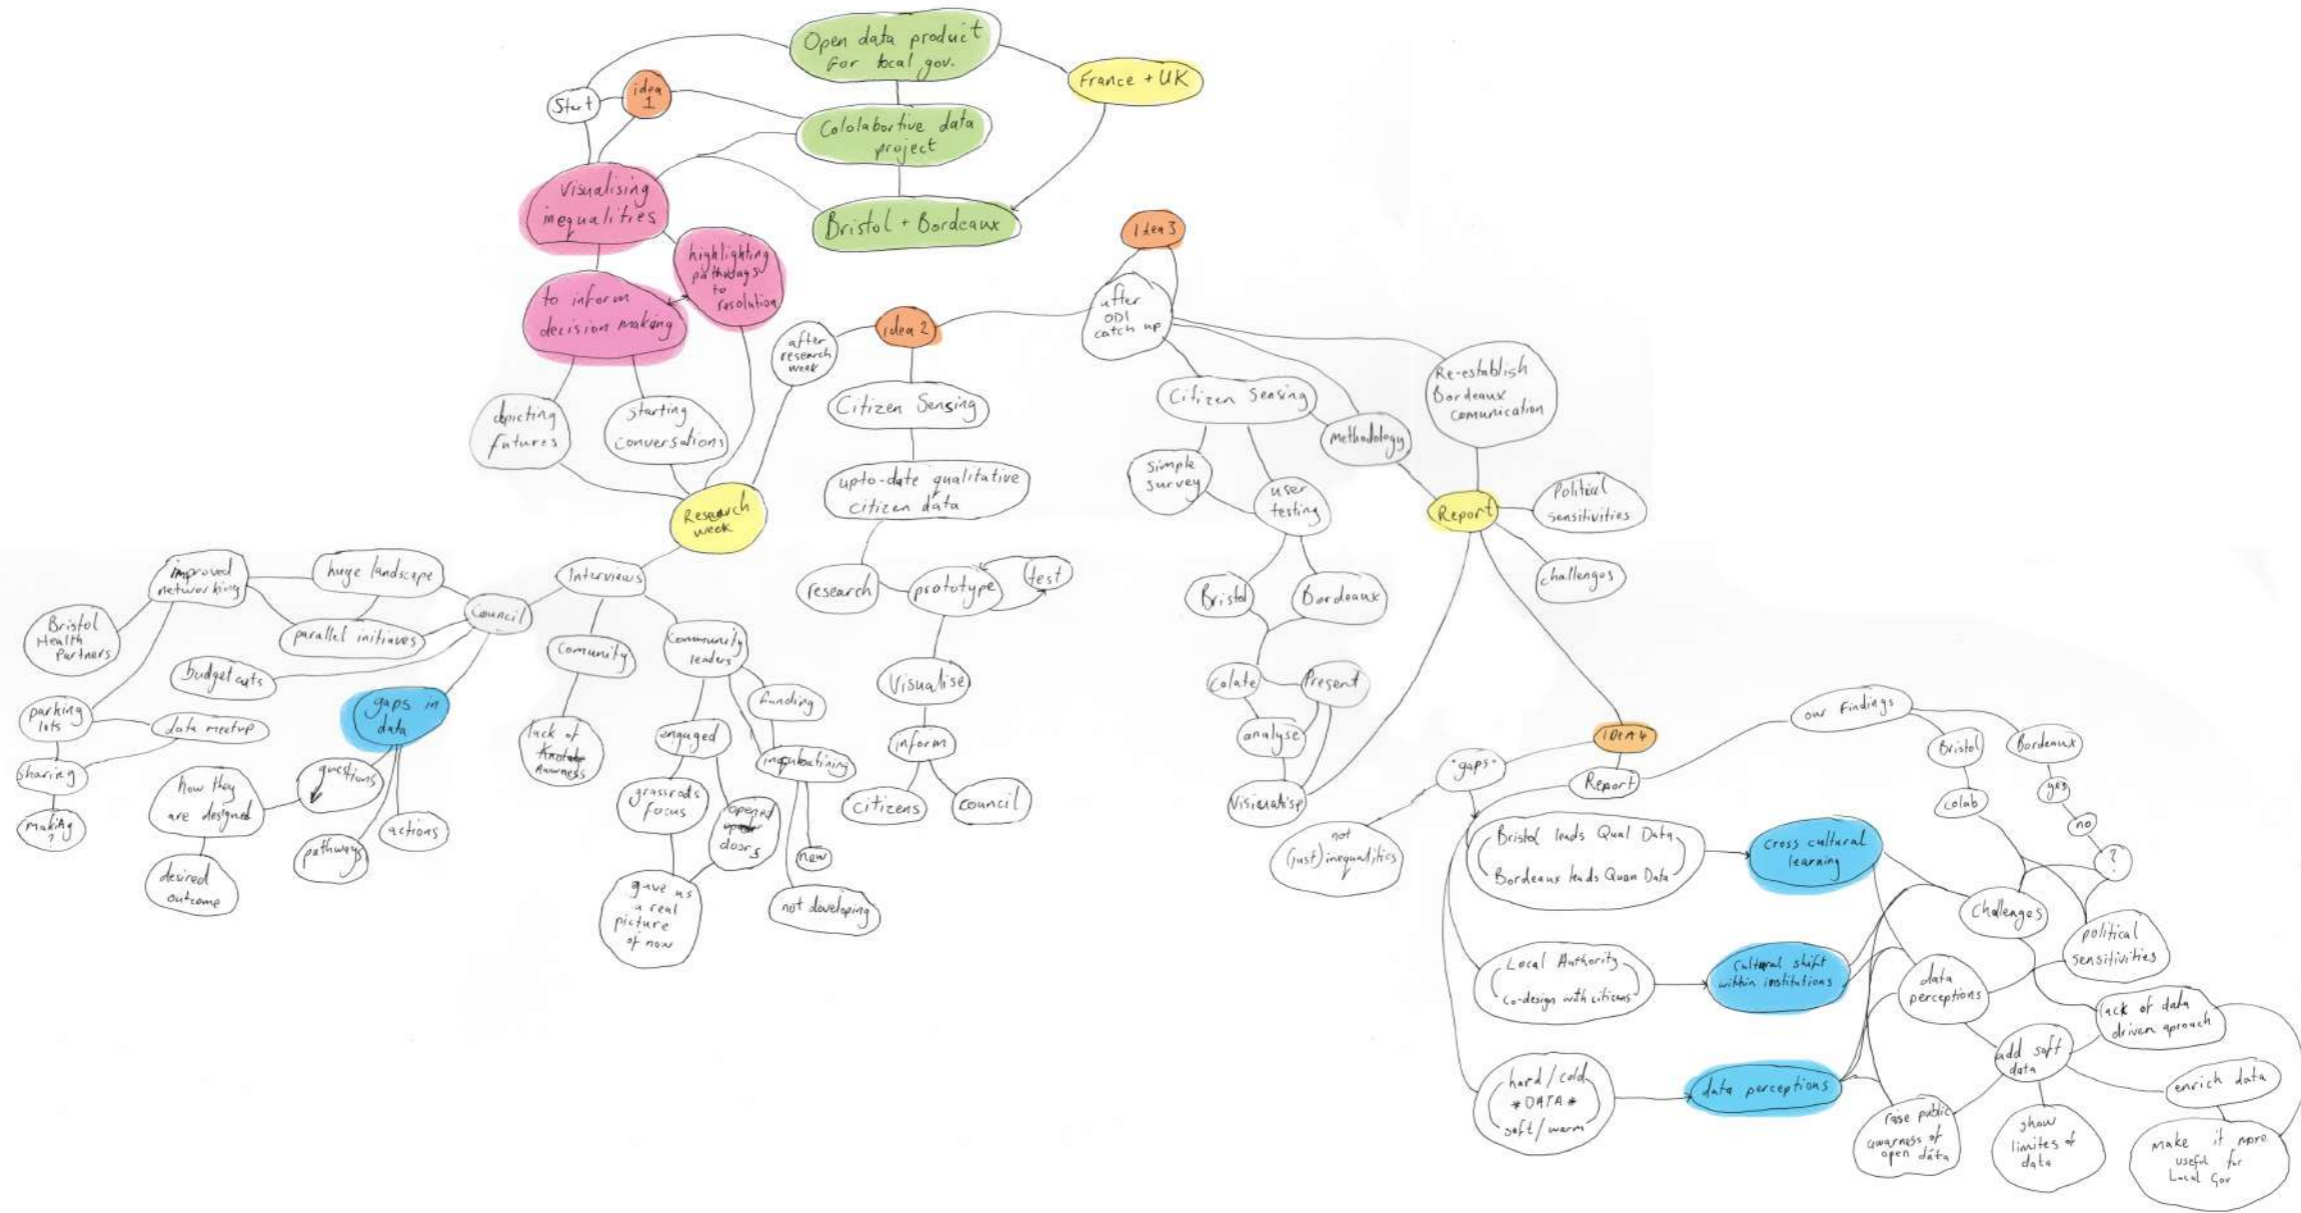 Open data product
for local gov.
France + UK
Start
idea
1
Cololabortive data
project
Visualising
inequalities
Bristol + Bordeaux
highlighting
pathways
to
resolution
to inform
decision making
Idea 3
after
ODI
catch up
idea 2
after
research
week
depicting
futures
starting
conversations
Citizen Sensing
upto-date qualitative
citizen data
research
prototype
test
Visualise
inform
citizens
council
Citizen Sensing
methodology
Re-establish
Bordeaux
comunication
simple
survey
user
testing
Report
Political
sensitivities
challenges
Bristol
Bordeaux
Colate
Present
analyse
Visiualise
Research
week
Interviews
Council
improved
networking
huge landscape
parallel initiaves
Bristol
Health
Partners
budget cuts
parking
lots
data meetup
sharing
making
?
gaps in
data
questions
how they
are designed
desired
outcome
pathways
actions
Comunity
lack of
Awarness
Community
leaders
funding
engaged
grassroots
focus
opened
doors
gave us
a real
picture
of now
new
not developing
IDEA 4
"gaps"
Report
our findings
Bristol
Bordeaux
colab
yes
no
?
not
(just) inequalities
Bristol leads Qual Data
Bordeaux leads Quan Data
cross cultural
learning
Challenges
political
sensitivities
Local Authority
Co-design with citizens
Cultural shift
within institutions
data
perceptions
lack of data
driven aproach
hard/cold
*DATA*
soft/warm
data perceptions
add soft
data
enrich data
raise public
awarness of
open data
show
limites of
data
make it more
useful for
Local Gov